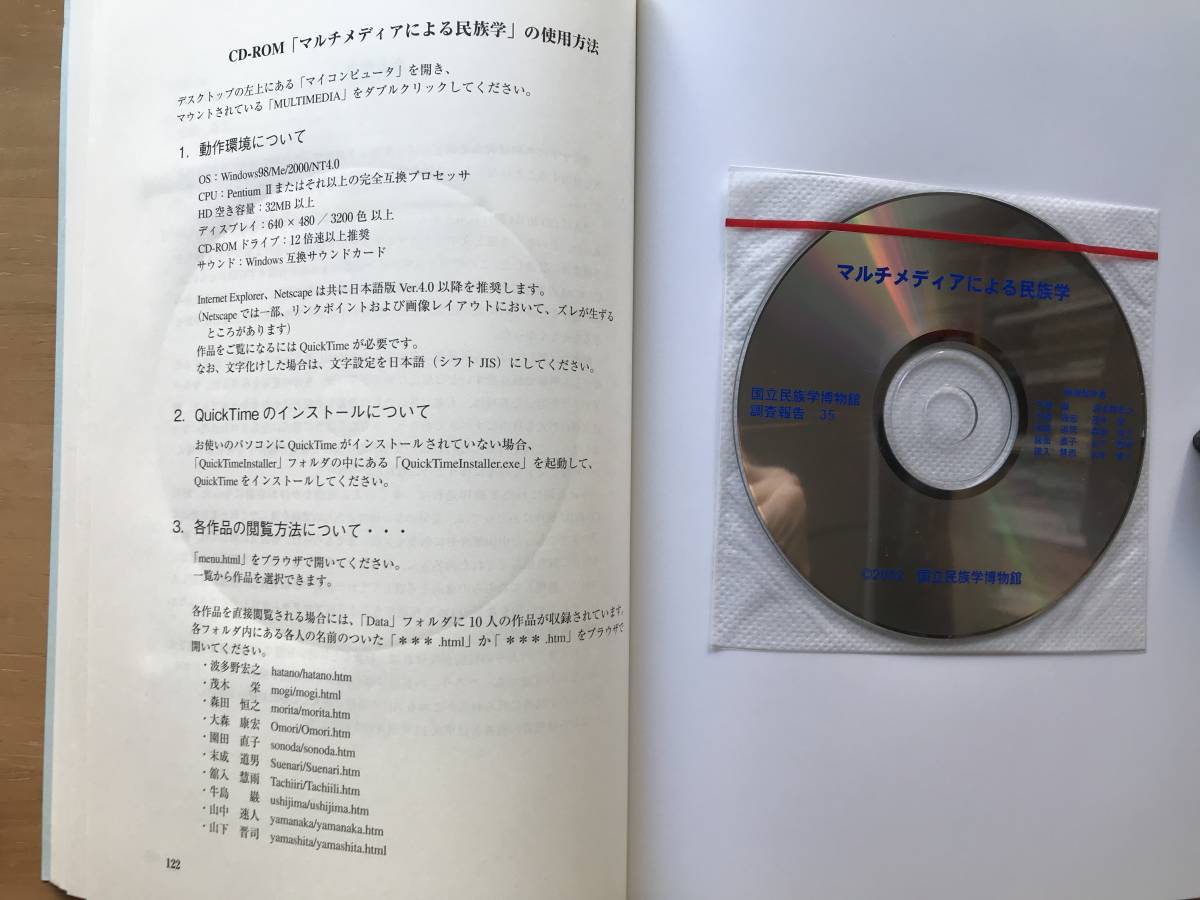 CD-ROM「マルチメディアによる民族学」の使用方法
デスクトップの左上にある「マイコンピュータ」を開き、
マウントされている「MULTIMEDIA」をダブルクリックしてください。
1. 動作環境について
OS：Windows98/Me/2000/NT4.0
CPU：Pentium Ⅱまたはそれ以上の完全互換プロセッサ
HD 空き容量：32MB 以上
ディスプレイ：640 × 480 ／ 3200 色 以上
CD-ROM ドライブ：12 倍速以上推奨
サウンド：Windows 互換サウンドカード
Internet Explorer、Netscape は共に日本語版 Ver.4.0 以降を推奨します。
（Netscape では一部、リンクポイントおよび画像レイアウトにおいて、ズレが生ずる
ところがあります）
作品をご覧になるには QuickTime が必要です。
なお、文字化けした場合は、文字設定を日本語（シフト JIS）にしてください。
2. QuickTime のインストールについて
お使いのパソコンに QuickTime がインストールされていない場合、
「QuickTimeInstaller」フォルダの中にある「QuickTimeInstaller.exe」を起動して、
QuickTime をインストールしてください。
3. 各作品の閲覧方法について・・・
「menu.html」をブラウザで開いてください。
一覧から作品を選択できます。
各作品を直接閲覧される場合には、「Data」フォルダに 10 人の作品が収録されています。
各フォルダ内にある各人の名前のついた「＊＊＊ .html」か「 ＊＊＊ .htm」をブラウザで
開いてください。
・波多野宏之 hatano/hatano.htm
・茂木 栄 mogi/mogi.html
・森田 恒之 morita/morita.htm
・大森 康宏 Omori/Omori.htm
・園田 直子 sonoda/sonoda.htm
・末成 道男 Suenari/Suenari.htm
・舘入 慧雨 Tachiiri/Tachiili.htm
・牛島 巌 ushijima/ushijima.htm
・山中 速人 yamanaka/yamanaka.htm
・山下 晋司 yamashita/yamashita.html
122
マルチメディアによる民族学
国立民族学博物館
調査報告 35
©2002 国立民族学博物館